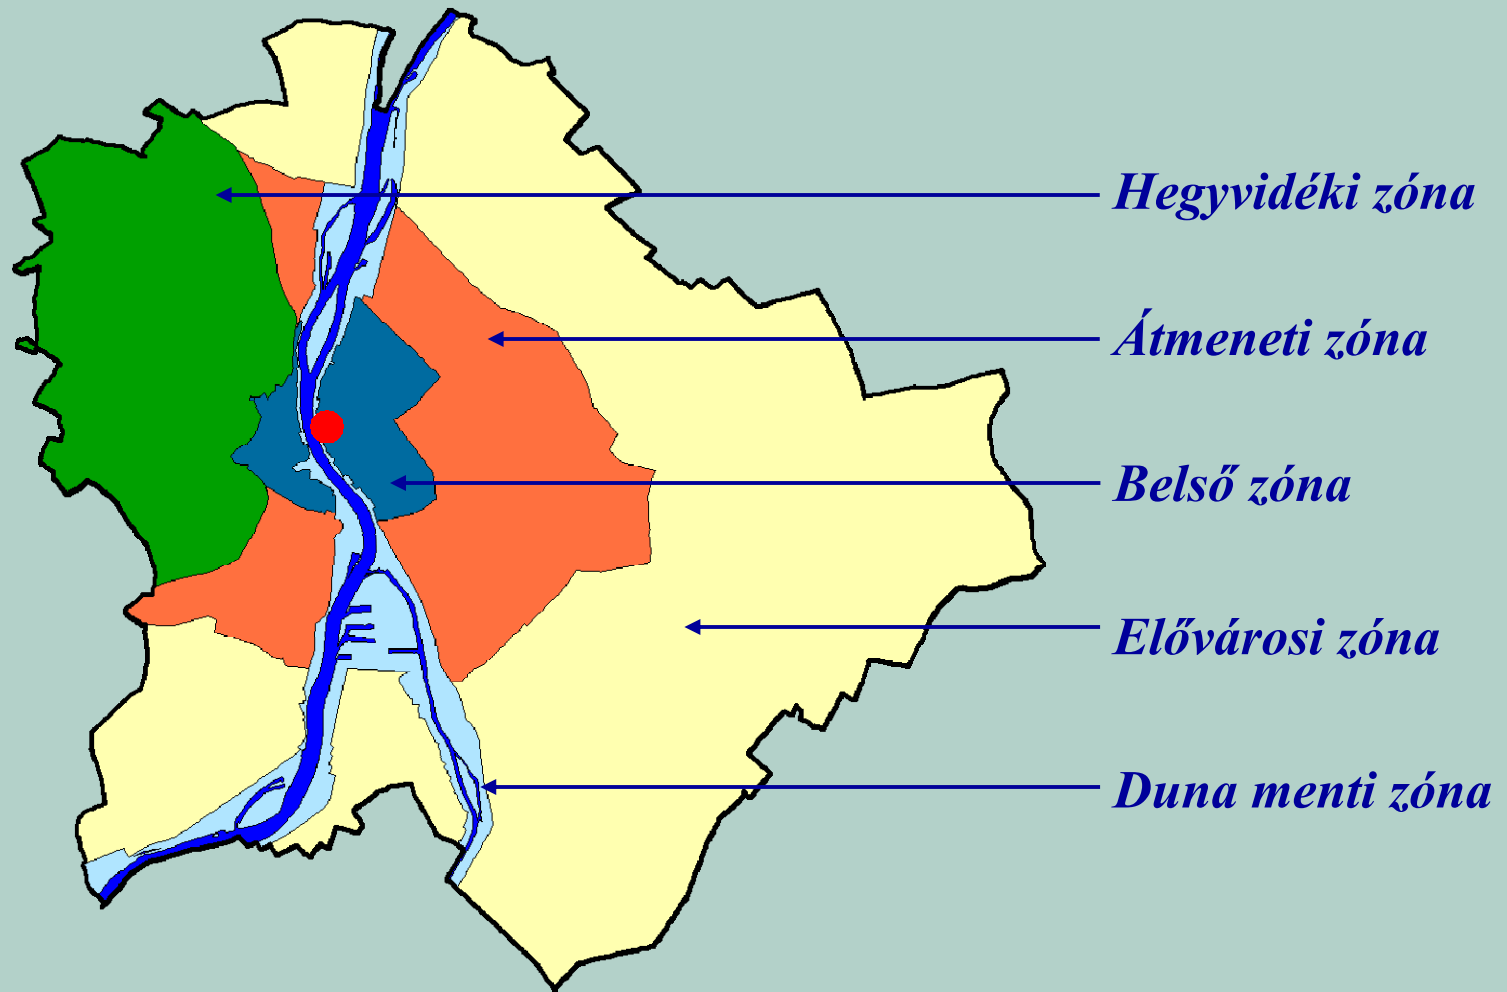 Hegyvidéki zóna
Átmeneti zóna
Belső zóna
Elővárosi zóna
Duna menti zóna